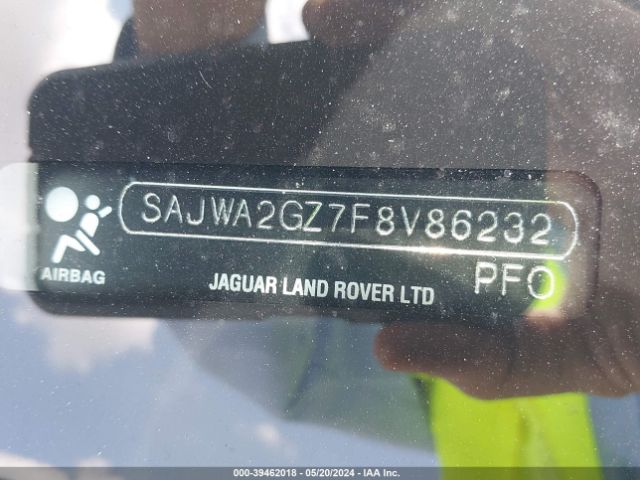 SAJWA2GZ7F8V86232
AIRBAG
JAGUAR LAND ROVER LTD
PFO
000-39462018 - 05/20/2024 - IAA Inc.